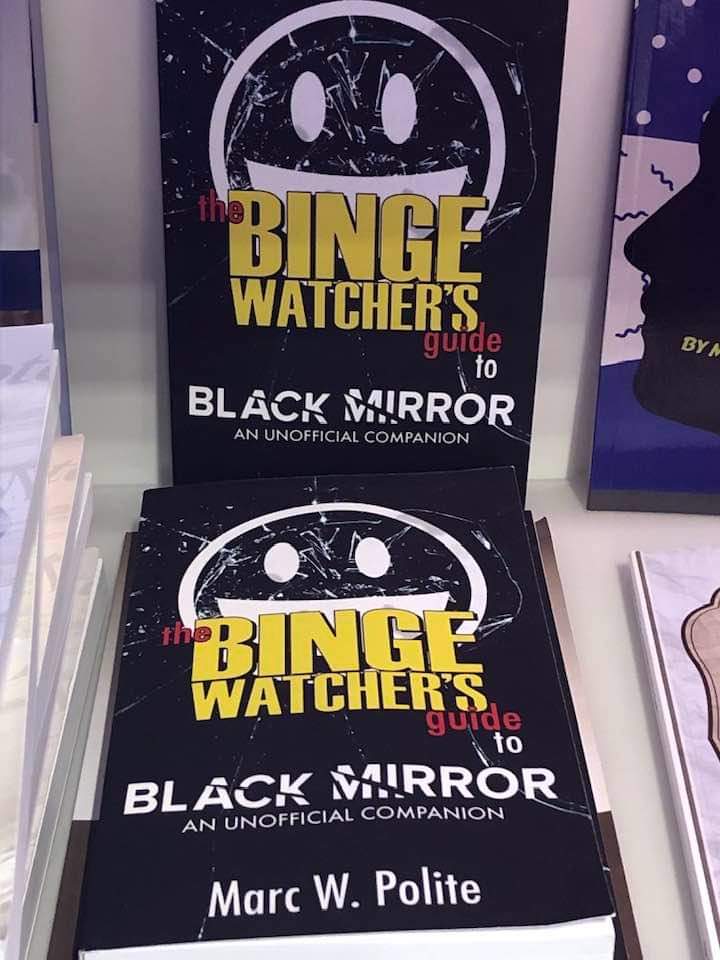 the BINGE
WATCHER'S
guide
to
BLACK MIRROR
AN UNOFFICIAL COMPANION
the BINGE
WATCHER'S
guide
to
BLACK MIRROR
AN UNOFFICIAL COMPANION
Marc W. Polite
BY